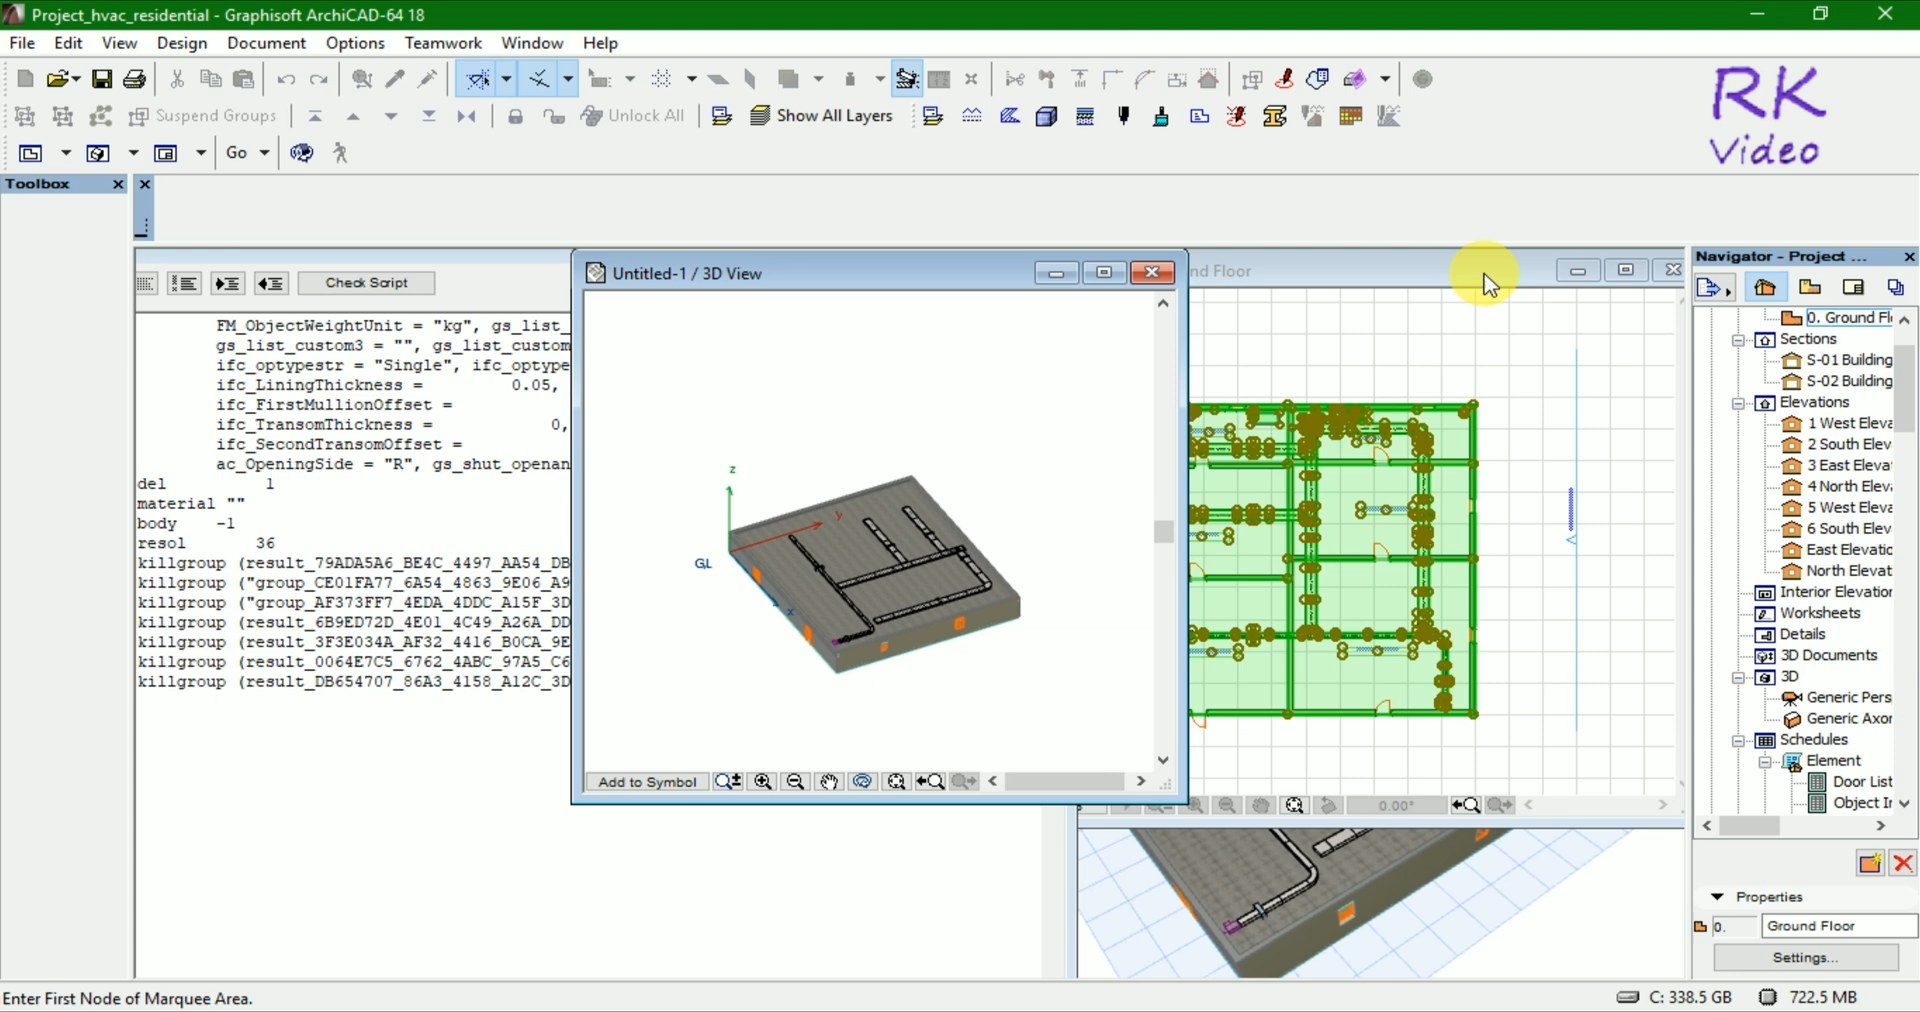 Project_hvac_residential - Graphisoft ArchiCAD-64 18
File Edit View Design Document Options Teamwork Window Help
Suspend Groups
Unlock All
Show All Layers
RK
Video
Go
Toolbox
Check Script
FM_ObjectWeightUnit = "kg", gs_list_
gs_list_custom3 = "", gs_list_custom
ifc_optypestr = "Single", ifc_optype
ifc_LiningThickness = 0.05,
ifc_FirstMullionOffset =
ifc_TransomThickness = 0,
ifc_SecondTransomOffset =
ac_OpeningSide = "R", gs_shut_openan
del 1
material ""
body -1
resol 36
killgroup (result_79ADA5A6_BE4C_4497_AA54_DB
killgroup ("group_CE01FA77_6A54_4863_9E06_A9
killgroup ("group_AF373FF7_4EDA_4DDC_A15F_3D
killgroup (result_6B9ED72D_4E01_4C49_A26A_DD
killgroup (result_3F3E034A_AF32_4416_B0CA_9E
killgroup (result_0064E7C5_6762_4ABC_97A5_C6
killgroup (result_DB654707_86A3_4158_A12C_3D
Untitled-1 / 3D View
z
y
x
GL
Add to Symbol
nd Floor
0.00°
Navigator - Project ...
0. Ground Fl
Sections
S-01 Building
S-02 Building
Elevations
1 West Eleva
2 South Elev
3 East Elevat
4 North Elev
5 West Eleva
6 South Elev
East Elevatio
North Elevat
Interior Elevation
Worksheets
Details
3D Documents
3D
Generic Pers
Generic Axon
Schedules
Element
Door List
Object In
Properties
0. Ground Floor
Settings...
Enter First Node of Marquee Area.
C: 338.5 GB 722.5 MB